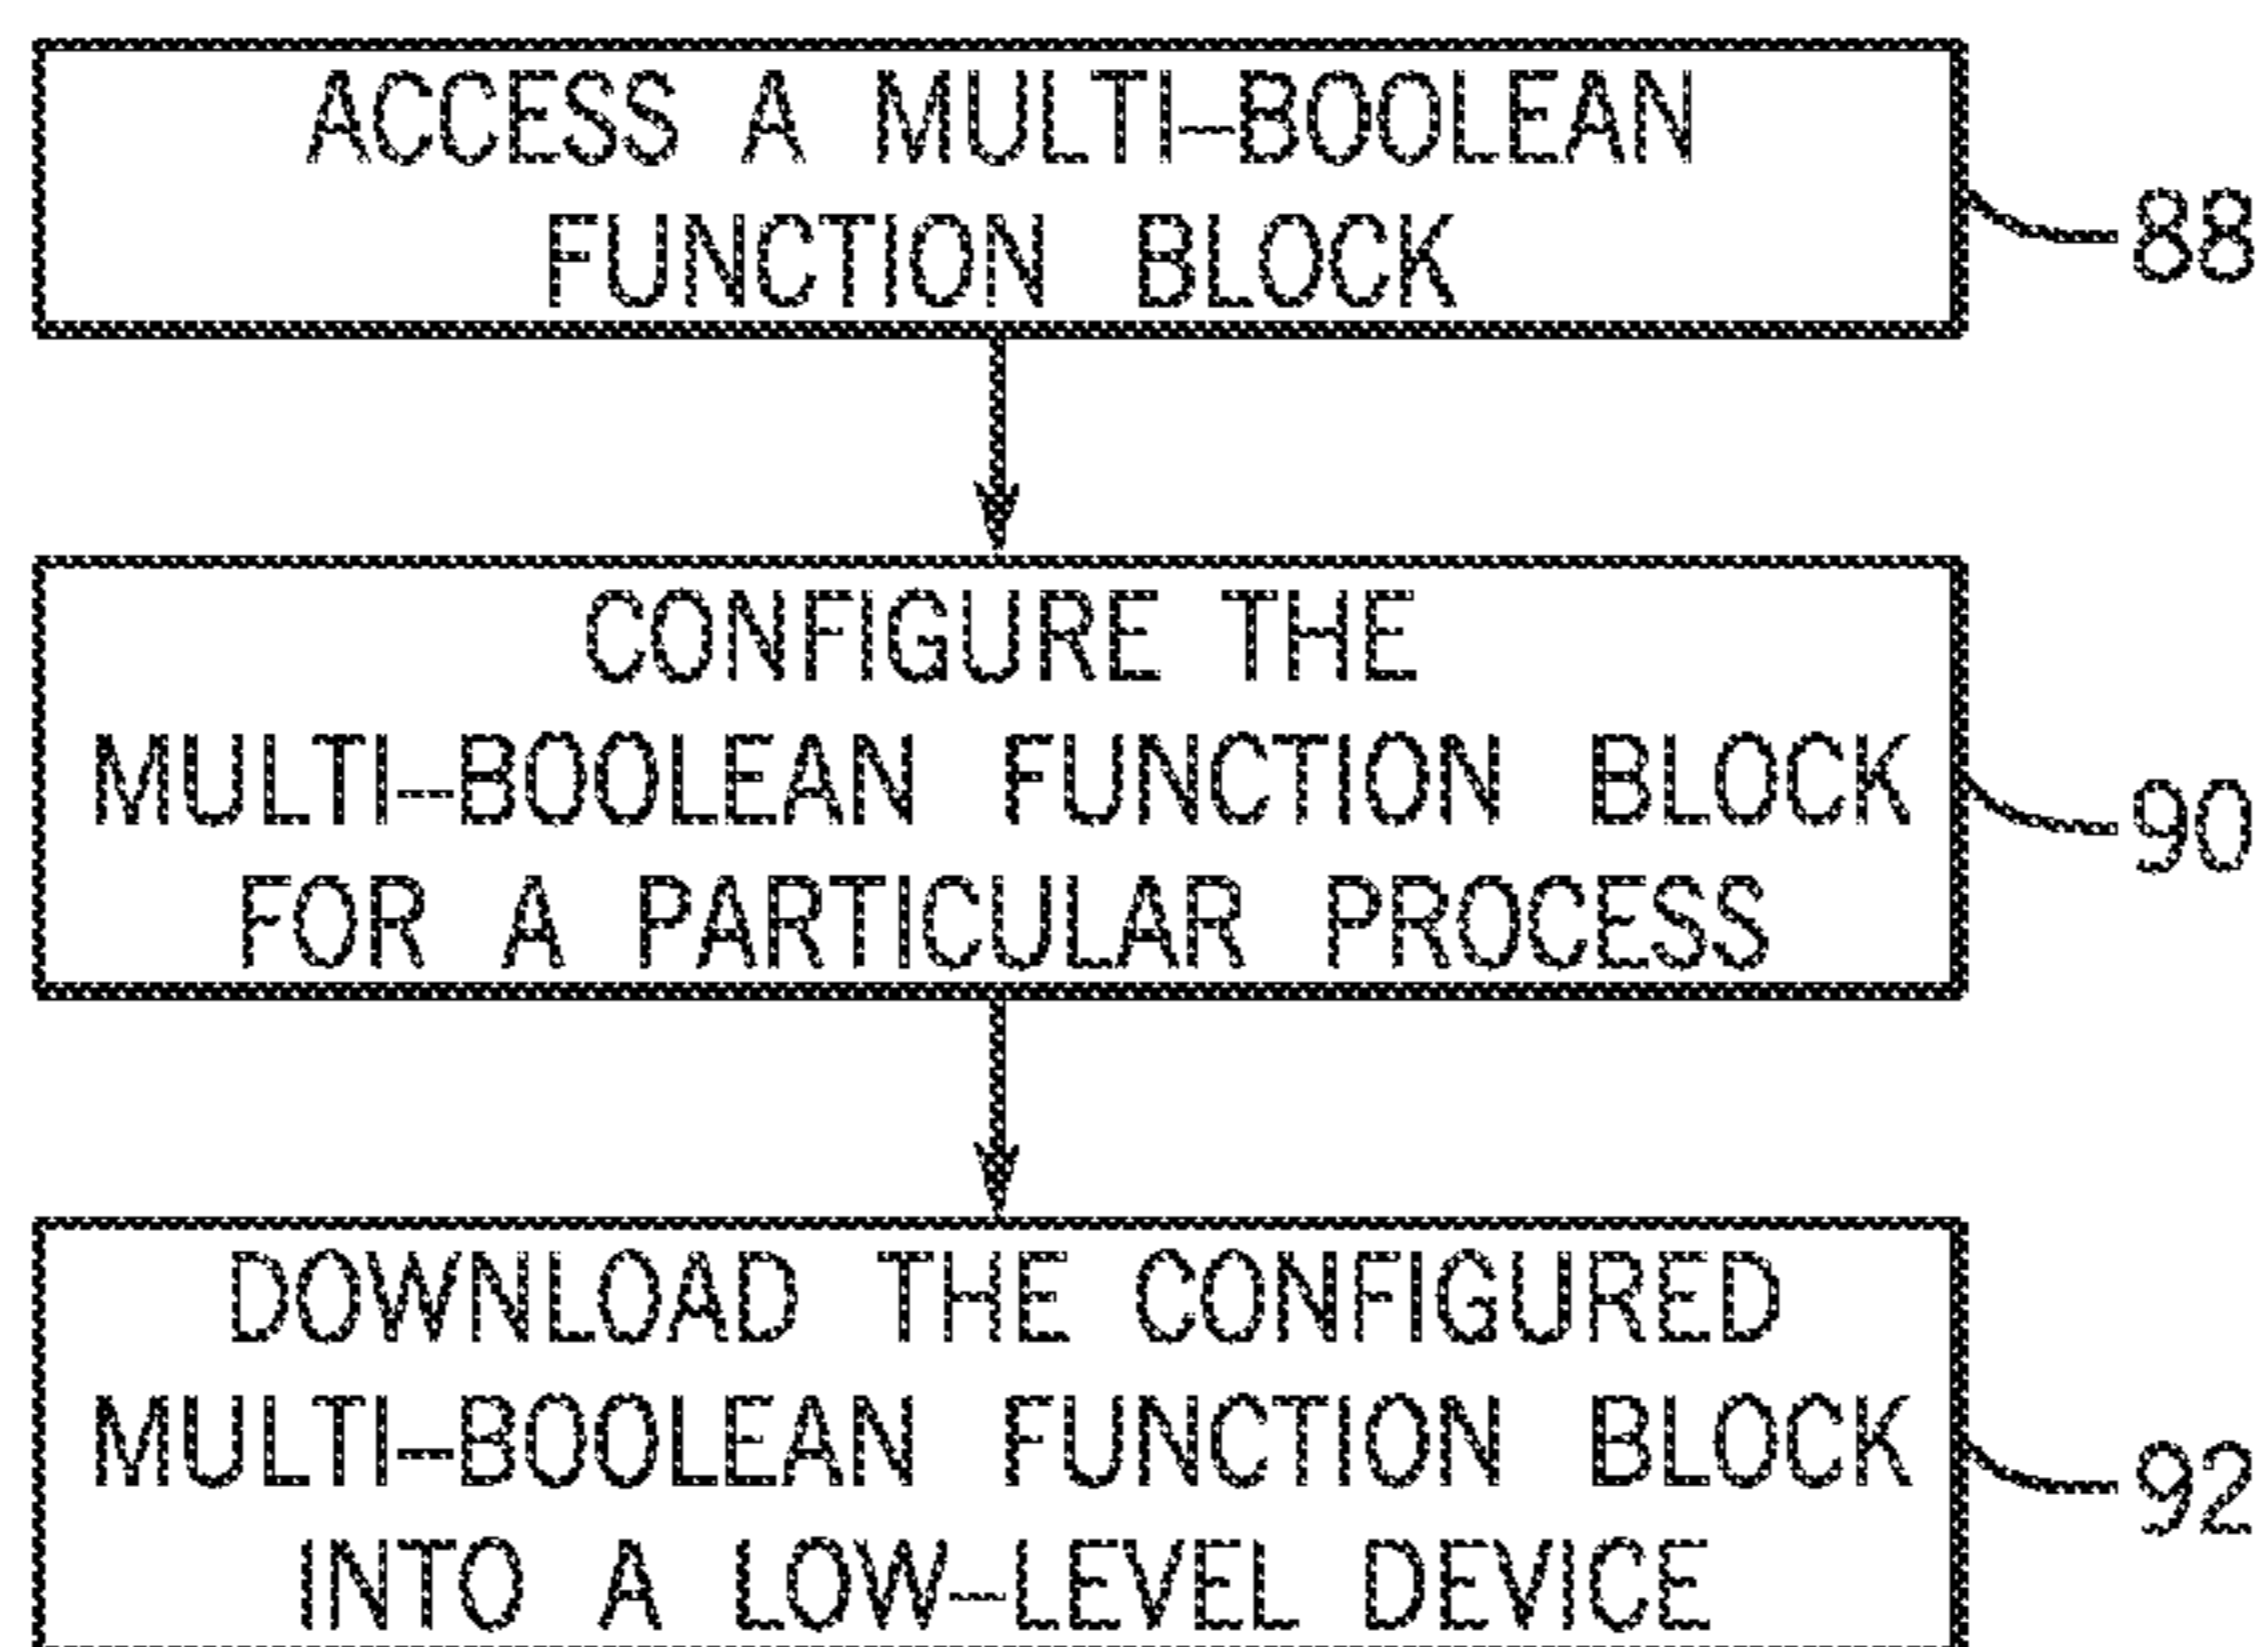 ACCESS A MULTI-BOOLEAN
FUNCTION BLOCK
88
CONFIGURE THE
MULTI-BOOLEAN FUNCTION BLOCK
FOR A PARTICULAR PROCESS
90
DOWNLOAD THE CONFIGURED
MULTI-BOOLEAN FUNCTION BLOCK
INTO A LOW-LEVEL DEVICE
92